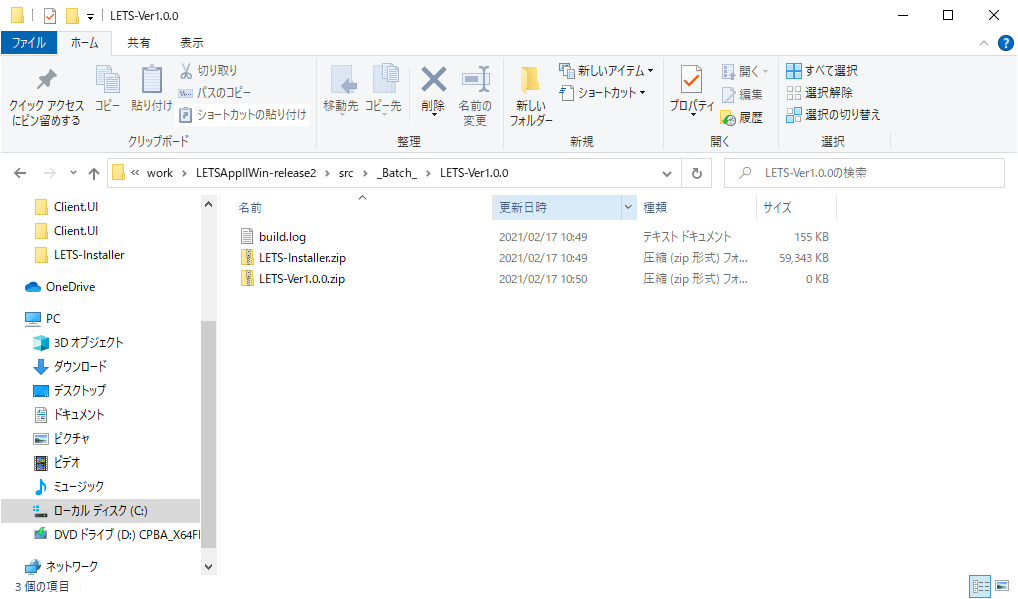 LETS-Ver1.0.0
ファイル ホーム 共有 表示
クイック アクセス
にピン留めする
コピー
貼り付け
切り取り
パスのコピー
ショートカットの貼り付け
クリップボード
移動先
コピー先
削除
名前の
変更
整理
新しい
フォルダー
新しいアイテム
ショートカット
新規
プロパティ
開く
編集
履歴
開く
すべて選択
選択解除
選択の切り替え
選択
« work › LETSAppllWin-release2 › src › _Batch_ › LETS-Ver1.0.0
LETS-Ver1.0.0の検索
Client.UI
Client.UI
LETS-Installer
OneDrive
PC
3D オブジェクト
ダウンロード
デスクトップ
ドキュメント
ピクチャ
ビデオ
ミュージック
ローカル ディスク (C:)
DVD ドライブ (D:) CPBA_X64F
ネットワーク
名前 更新日時 種類 サイズ
build.log 2021/02/17 10:49 テキスト ドキュメント 155 KB
LETS-Installer.zip 2021/02/17 10:49 圧縮 (zip 形式) フォ... 59,343 KB
LETS-Ver1.0.0.zip 2021/02/17 10:50 圧縮 (zip 形式) フォ... 0 KB
3 個の項目